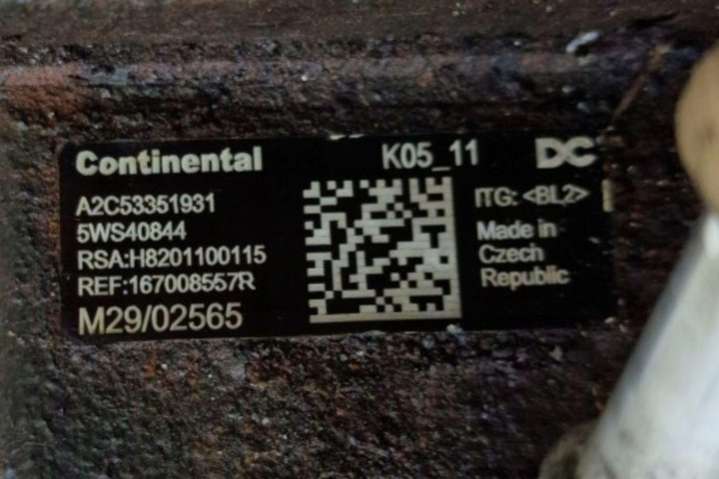 Continental
K05_11
DC
A2C53351931
5WS40844
RSA:H8201100115
REF:167008557R
M29/02565
ITG: <BL2>
Made in
Czech
Republic